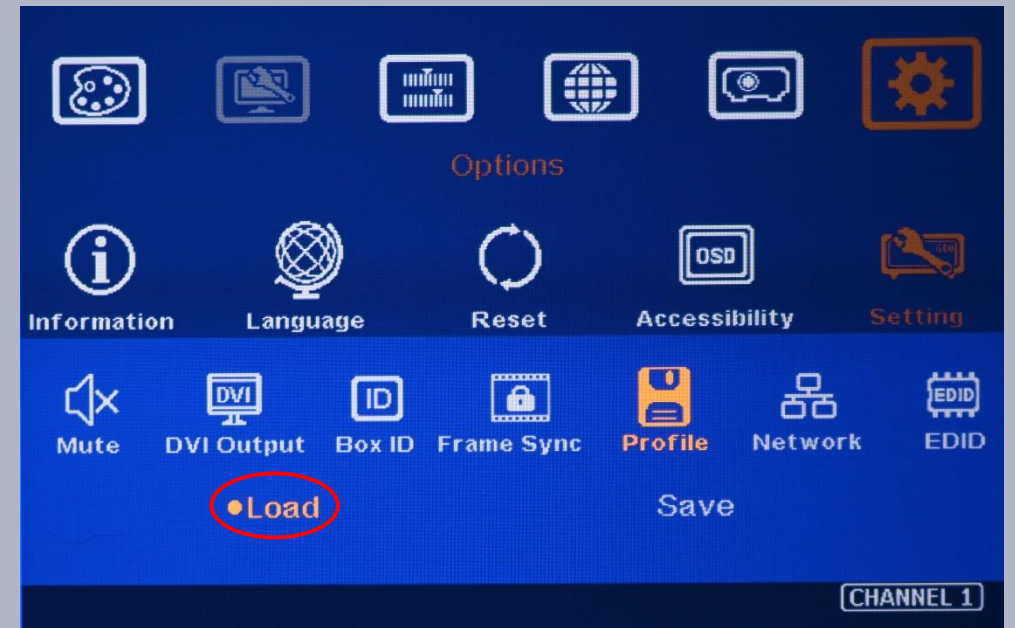 Options
OSD
GEO
Information Language Reset Accessibility Setting
DVI
ID
EDID
Mute DVI Output Box ID Frame Sync Profile Network EDID
•Load Save
CHANNEL 1